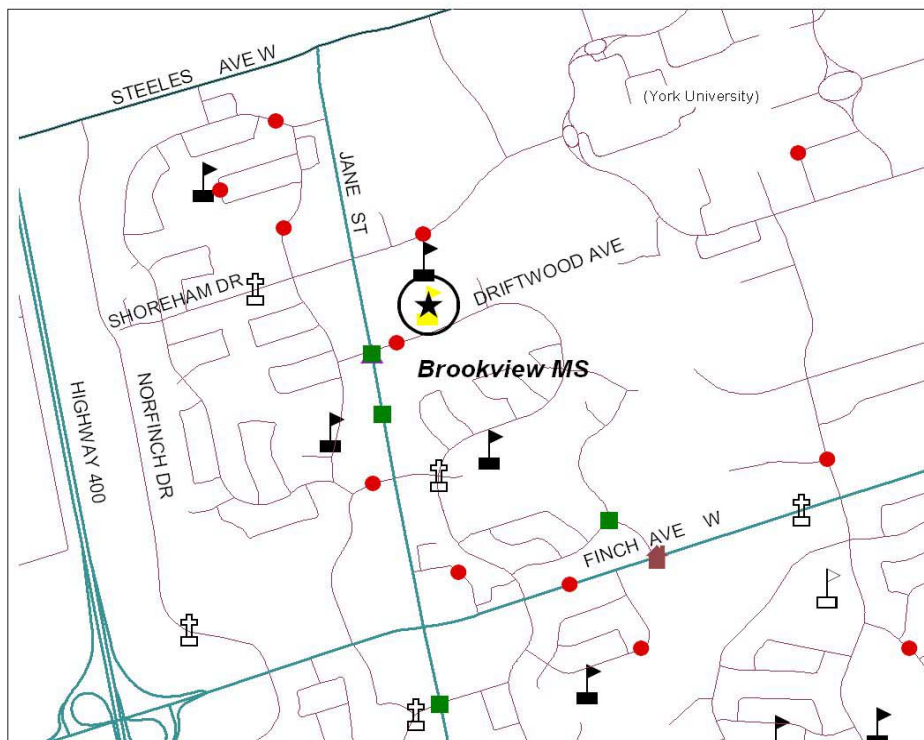 STEELES AVE W
(York University)
JANE ST
SHOREHAM DR
DRIFTWOOD AVE
Brookview MS
HIGHWAY 400
NORFINCH DR
FINCH AVE W